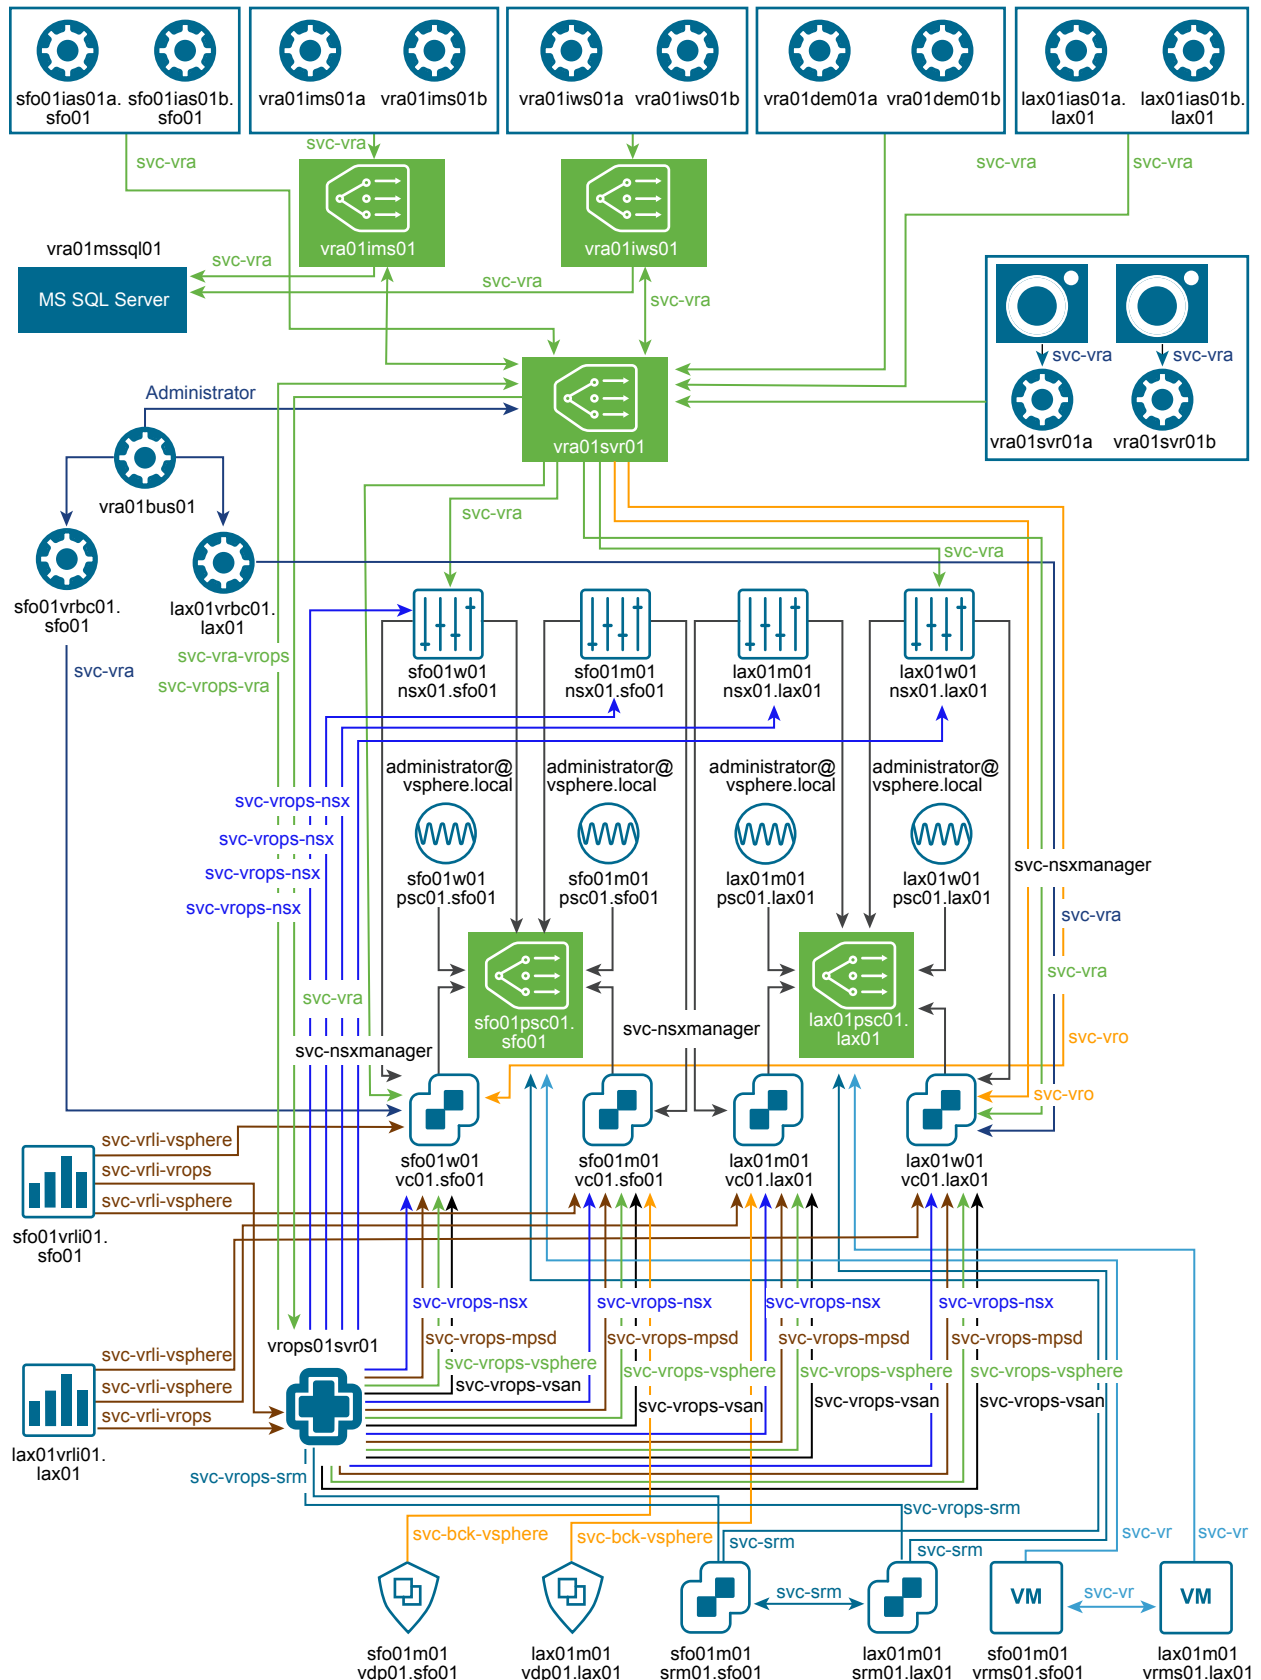 sfo01ias01a.
sfo01
sfo01ias01b.
sfo01
vra01ims01a
vra01ims01b
vra01iws01a
vra01iws01b
vra01dem01a
vra01dem01b
lax01ias01a.
lax01
lax01ias01b.
lax01
svc-vra
svc-vra
svc-vra
svc-vra
svc-vra
vra01ims01
vra01iws01
vra01mssql01
MS SQL Server
svc-vra
svc-vra
svc-vra
svc-vra
svc-vra
vra01svr01a
vra01svr01b
Administrator
vra01svr01
vra01bus01
svc-vra
svc-vra
sfo01vrbc01.
sfo01
lax01vrbc01.
lax01
svc-vra-vrops
svc-vra
svc-vrops-vra
sfo01w01
nsx01.sfo01
sfo01m01
nsx01.sfo01
lax01m01
nsx01.lax01
lax01w01
nsx01.lax01
administrator@
vsphere.local
administrator@
vsphere.local
administrator@
vsphere.local
administrator@
vsphere.local
svc-vrops-nsx
svc-vrops-nsx
svc-vrops-nsx
svc-vrops-nsx
sfo01w01
psc01.sfo01
sfo01m01
psc01.sfo01
lax01m01
psc01.lax01
lax01w01
psc01.lax01
svc-nsxmanager
svc-vra
svc-vra
svc-vra
sfo01psc01.
sfo01
svc-nsxmanager
lax01psc01.
lax01
svc-vro
svc-nsxmanager
svc-vro
svc-vrli-vsphere
svc-vrli-vrops
svc-vrli-vsphere
sfo01w01
vc01.sfo01
sfo01m01
vc01.sfo01
lax01m01
vc01.lax01
lax01w01
vc01.lax01
sfo01vrli01.
sfo01
svc-vrops-nsx
svc-vrops-nsx
svc-vrops-nsx
svc-vrops-nsx
vrops01svr01
svc-vrops-mpsd
svc-vrops-mpsd
svc-vrops-mpsd
svc-vrops-mpsd
svc-vrli-vsphere
svc-vrops-vsphere
svc-vrops-vsphere
svc-vrops-vsphere
svc-vrops-vsphere
svc-vrli-vsphere
svc-vrops-vsan
svc-vrops-vsan
svc-vrops-vsan
svc-vrops-vsan
svc-vrli-vrops
lax01vrli01.
lax01
svc-vrops-srm
svc-vrops-srm
svc-bck-vsphere
svc-bck-vsphere
svc-srm
svc-srm
svc-vr
svc-vr
svc-srm
VM
svc-vr
VM
sfo01m01
vdp01.sfo01
lax01m01
vdp01.lax01
sfo01m01
srm01.sfo01
lax01m01
srm01.lax01
sfo01m01
vrms01.sfo01
lax01m01
vrms01.lax01